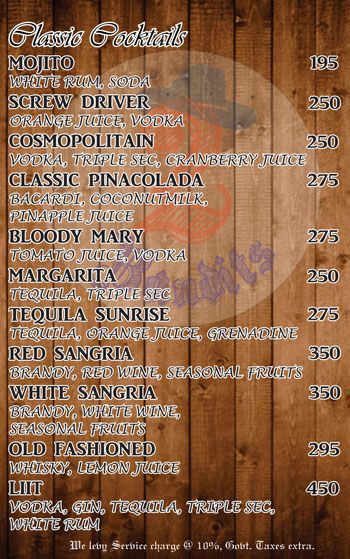 Classic Cocktails
MOJITO 195
WHITE RUM, SODA
SCREW DRIVER 250
ORANGE JUICE, VODKA
COSMOPOLITAIN 250
VODKA, TRIPLE SEC, CRANBERRY JUICE
CLASSIC PINACOLADA 275
BACARDI, COCONUTMILK,
PINAPPLE JUICE
BLOODY MARY 275
TOMATO JUICE, VODKA
MARGARITA 250
TEQUILA, TRIPLE SEC
TEQUILA SUNRISE 275
TEQUILA, ORANGE JUICE, GRENADINE
RED SANGRIA 350
BRANDY, RED WINE, SEASONAL FRUITS
WHITE SANGRIA 350
BRANDY, WHITE WINE,
SEASONAL FRUITS
OLD FASHIONED 295
WHISKY, LEMON JUICE
LIIT 450
VODKA, GIN, TEQUILA, TRIPLE SEC,
WHITE RUM
We levy Service charge @ 10%, Govt. Taxes extra.